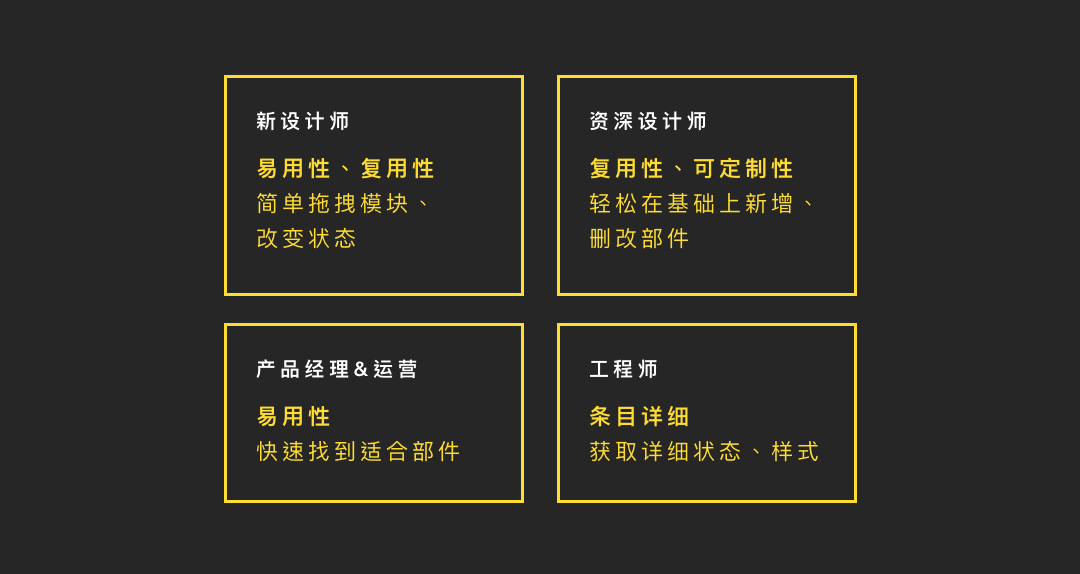 新设计师
易用性、复用性
简单拖拽模块、
改变状态
资深设计师
复用性、可定制性
轻松在基础上新增、
删改部件
产品经理&运营
易用性
快速找到适合部件
工程师
条目详细
获取详细状态、样式